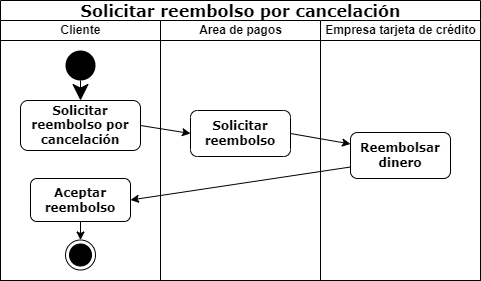 Solicitar reembolso por cancelación
Cliente
Area de pagos
Empresa tarjeta de crédito
Solicitar
reembolso por
cancelación
Solicitar
reembolso
Reembolsar
dinero
Aceptar
reembolso